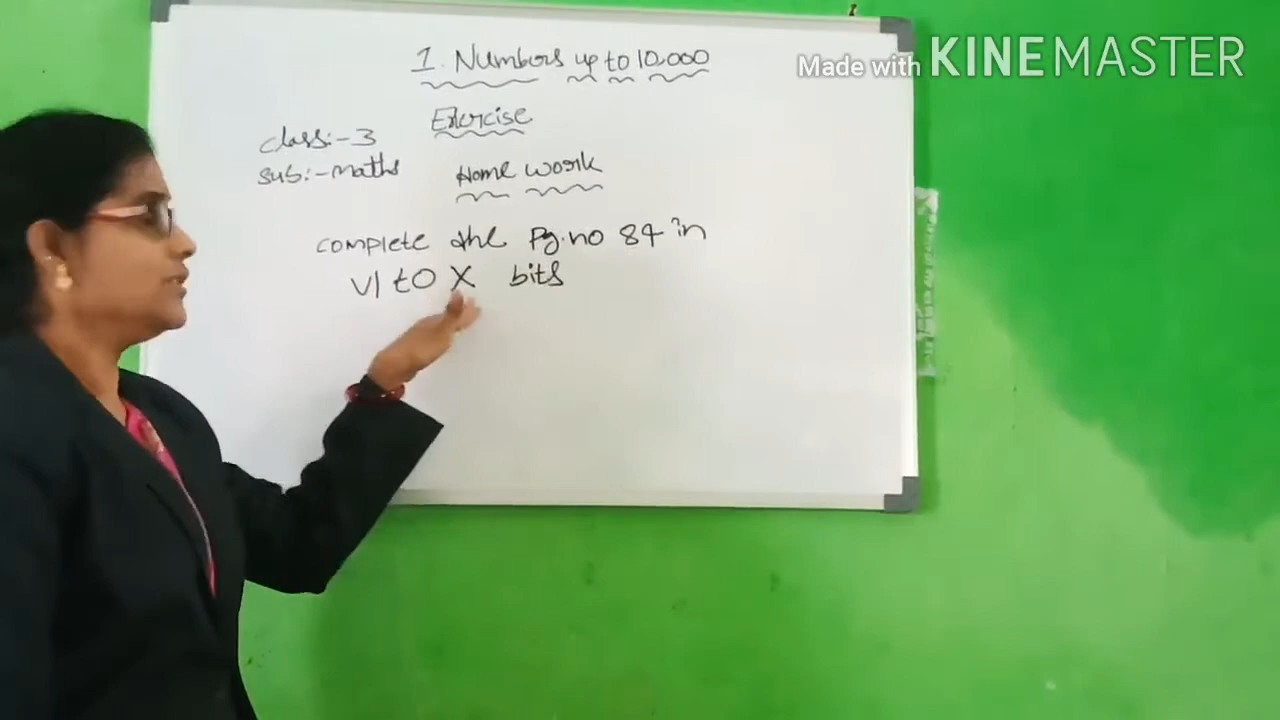 1. Numbers up to 10,000
Made with KINEMASTER
Exercise
class:-3
sub:-maths
Home work
complete the Pg.no 84 in
VI to X bits